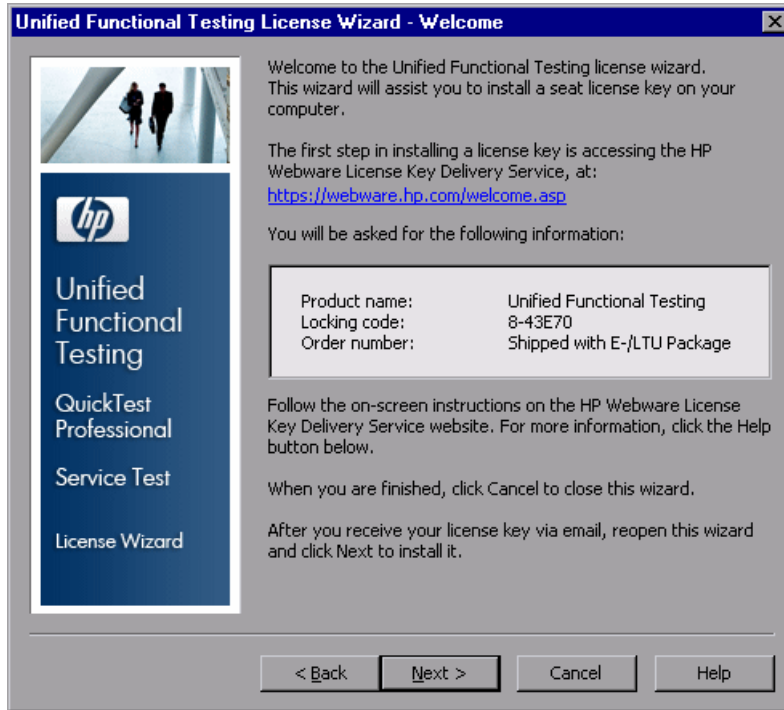 Unified Functional Testing License Wizard - Welcome
hp
Unified
Functional
Testing
QuickTest
Professional
Service Test
License Wizard
Welcome to the Unified Functional Testing license wizard.
This wizard will assist you to install a seat license key on your
computer.
The first step in installing a license key is accessing the HP
Webware License Key Delivery Service, at:
https://webware.hp.com/welcome.asp
You will be asked for the following information:
Product name: Unified Functional Testing
Locking code: 8-43E70
Order number: Shipped with E-/LTU Package
Follow the on-screen instructions on the HP Webware License
Key Delivery Service website. For more information, click the Help
button below.
When you are finished, click Cancel to close this wizard.
After you receive your license key via email, reopen this wizard
and click Next to install it.
< Back Next > Cancel Help